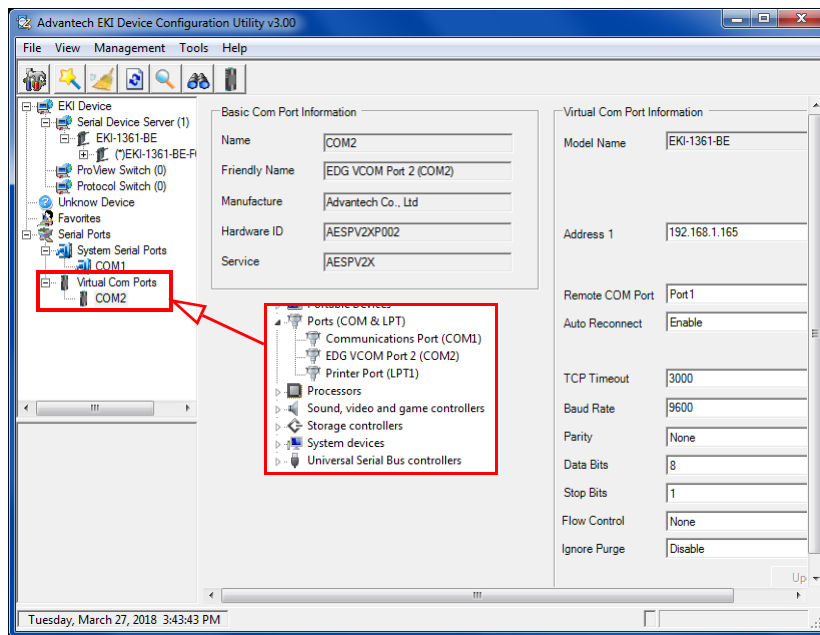 Advantech EKI Device Configuration Utility v3.00
File View Management Tools Help
EKI Device
Serial Device Server (1)
EKI-1361-BE
(*)EKI-1361-BE-F
ProView Switch (0)
Protocol Switch (0)
Unknow Device
Favorites
Serial Ports
System Serial Ports
COM1
Virtual Com Ports
COM2
Basic Com Port Information
Name COM2
Friendly Name EDG VCOM Port 2 (COM2)
Manufacture Advantech Co., Ltd
Hardware ID AESPV2XP002
Service AESPV2X
Ports (COM & LPT)
Communications Port (COM1)
EDG VCOM Port 2 (COM2)
Printer Port (LPT1)
Processors
Sound, video and game controllers
Storage controllers
System devices
Universal Serial Bus controllers
Virtual Com Port Information
Model Name EKI-1361-BE
Address 1 192.168.1.165
Remote COM Port Port1
Auto Reconnect Enable
TCP Timeout 3000
Baud Rate 9600
Parity None
Data Bits 8
Stop Bits 1
Flow Control None
Ignore Purge Disable
Up
Tuesday, March 27, 2018 3:43:43 PM